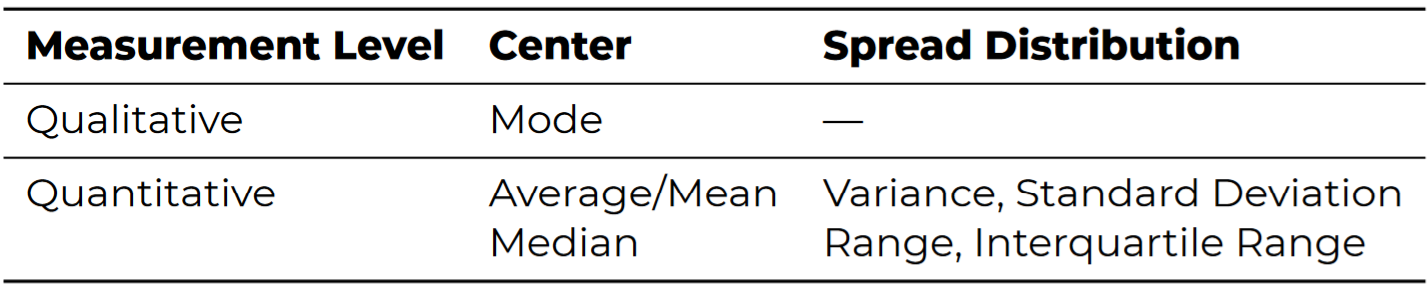 Measurement Level Center Spread Distribution
Qualitative Mode —
Quantitative Average/Mean Variance, Standard Deviation
Median Range, Interquartile Range